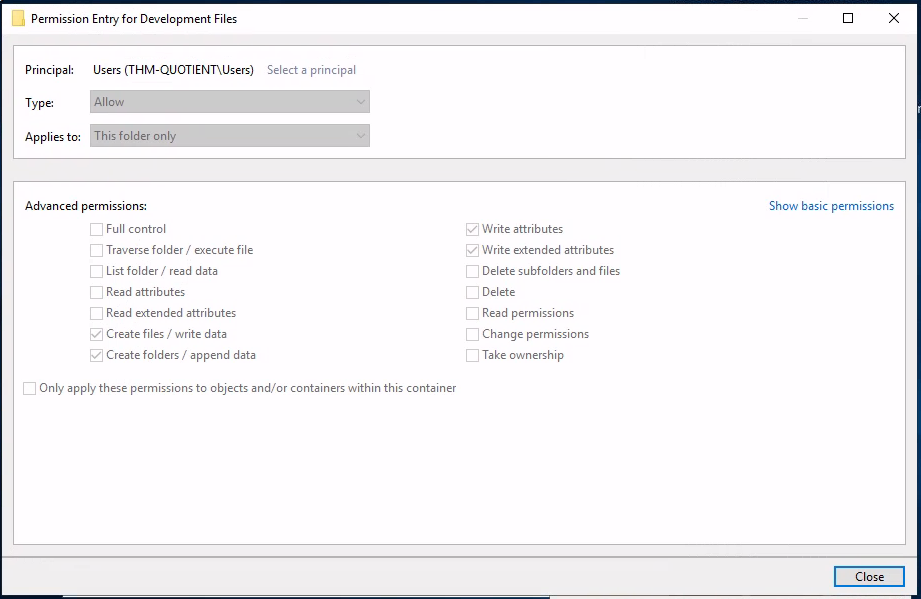 Permission Entry for Development Files
Principal: Users (THM-QUOTIENT\Users) Select a principal
Type: Allow
Applies to: This folder only
Advanced permissions: Show basic permissions
Full control Write attributes
Traverse folder / execute file Write extended attributes
List folder / read data Delete subfolders and files
Read attributes Delete
Read extended attributes Read permissions
Create files / write data Change permissions
Create folders / append data Take ownership
Only apply these permissions to objects and/or containers within this container
Close